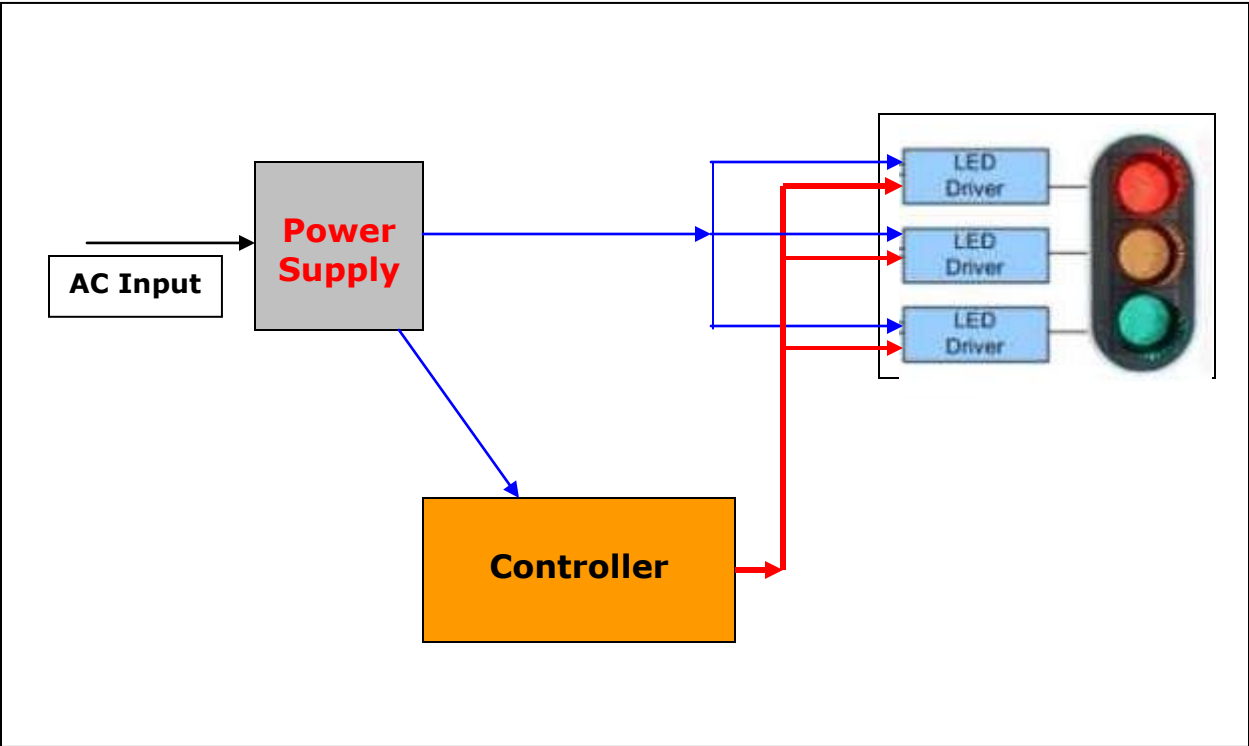 AC Input
Power
Supply
LED
Driver
LED
Driver
LED
Driver
Controller